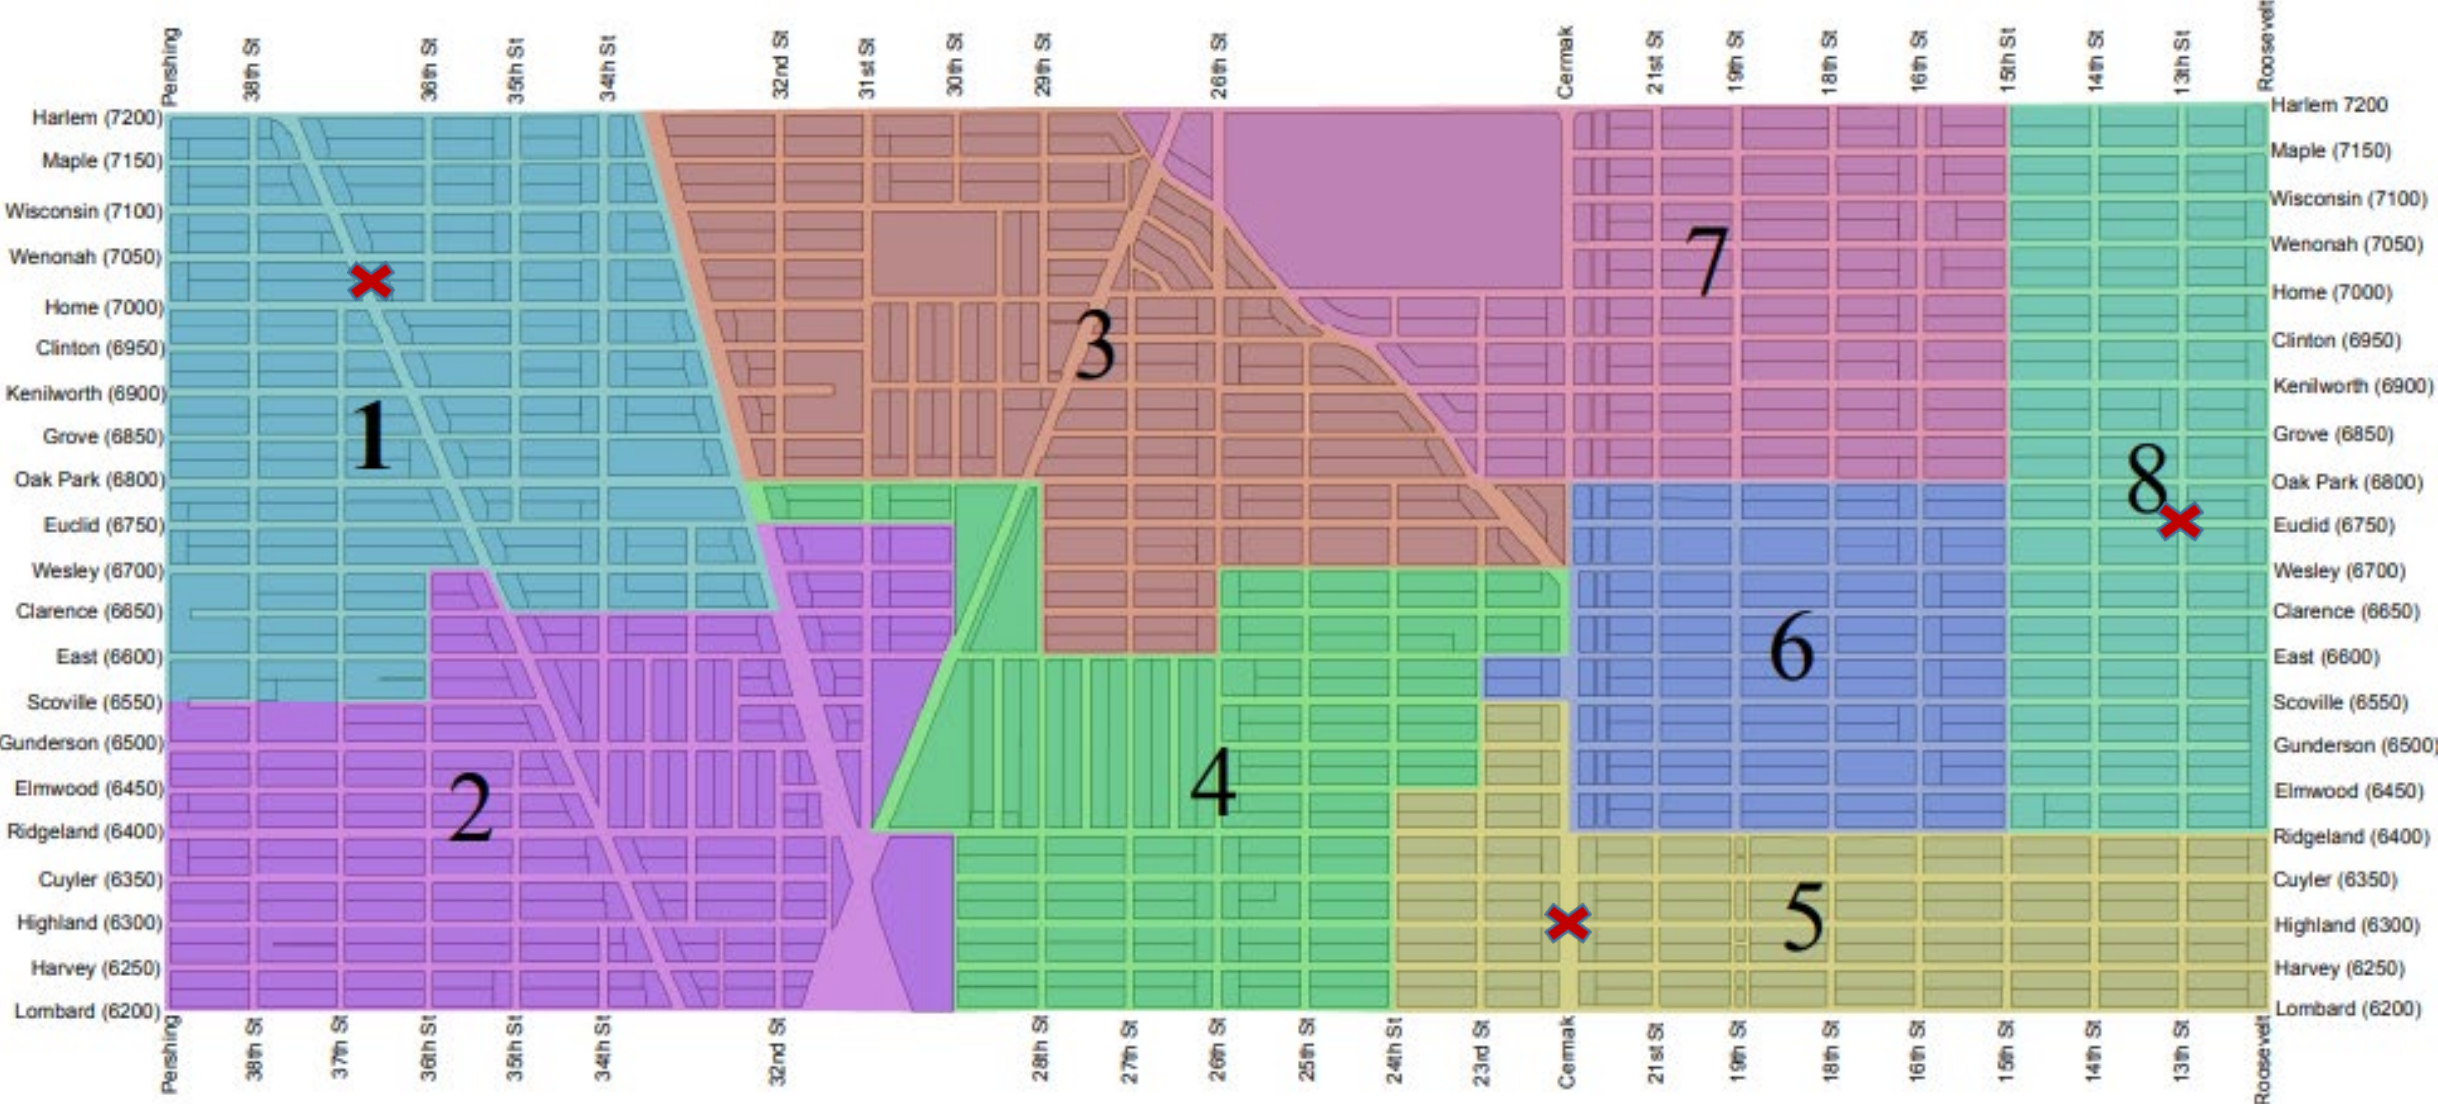 Pershing
38th St
36th St
35th St
34th St
32nd St
31st St
30th St
29th St
26th St
Cermak
21st St
19th St
18th St
16th St
15th St
14th St
13th St
Roosevelt
Harlem (7200)
Maple (7150)
Wisconsin (7100)
Wenonah (7050)
Home (7000)
Clinton (6950)
Kenilworth (6900)
Grove (6850)
Oak Park (6800)
Euclid (6750)
Wesley (6700)
Clarence (6650)
East (6600)
Scoville (6550)
Gunderson (6500)
Elmwood (6450)
Ridgeland (6400)
Cuyler (6350)
Highland (6300)
Harvey (6250)
Lombard (6200)
1
2
3
4
5
6
7
8
Harlem 7200
Maple (7150)
Wisconsin (7100)
Wenonah (7050)
Home (7000)
Clinton (6950)
Kenilworth (6900)
Grove (6850)
Oak Park (6800)
Euclid (6750)
Wesley (6700)
Clarence (6650)
East (6600)
Scoville (6550)
Gunderson (6500)
Elmwood (6450)
Ridgeland (6400)
Cuyler (6350)
Highland (6300)
Harvey (6250)
Lombard (6200)
Pershing
38th St
37th St
36th St
35th St
34th St
32nd St
28th St
27th St
26th St
25th St
24th St
23rd St
Cermak
21st St
19th St
18th St
16th St
15th St
14th St
13th St
Roosevelt